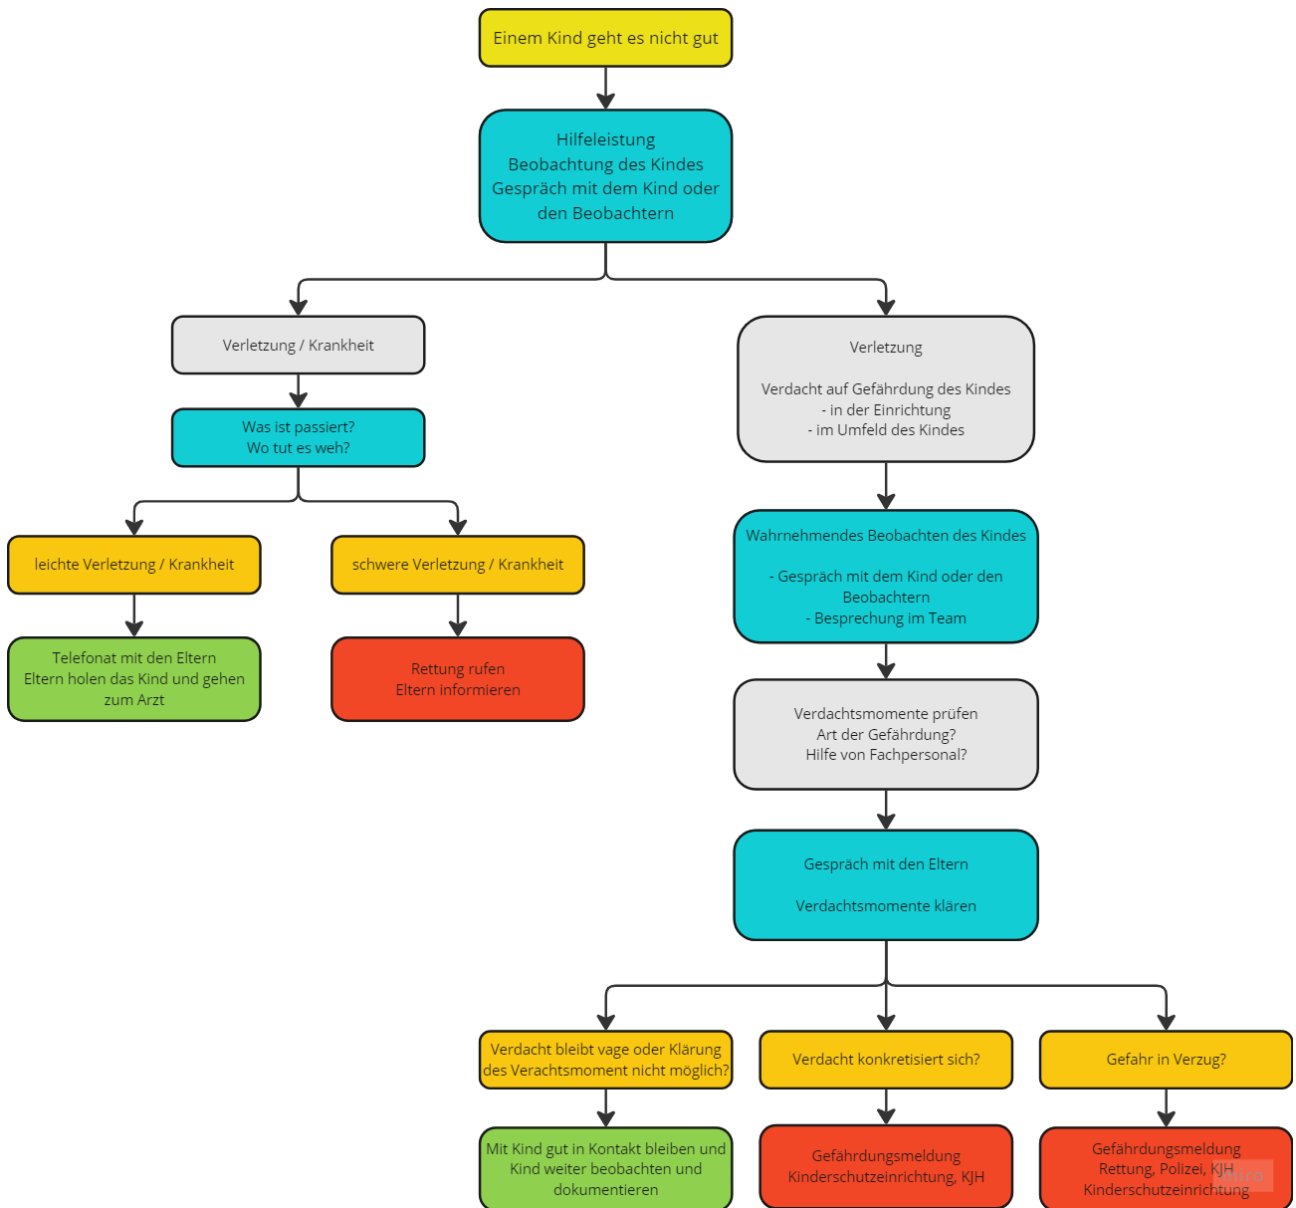 Einem Kind geht es nicht gut
Hilfeleistung
Beobachtung des Kindes
Gespräch mit dem Kind oder
den Beobachtern
Verletzung / Krankheit
Was ist passiert?
Wo tut es weh?
leichte Verletzung / Krankheit
schwere Verletzung / Krankheit
Telefonat mit den Eltern
Eltern holen das Kind und gehen
zum Arzt
Rettung rufen
Eltern informieren
Verletzung
Verdacht auf Gefährdung des Kindes
- in der Einrichtung
- im Umfeld des Kindes
Wahrnehmendes Beobachten des Kindes
- Gespräch mit dem Kind oder den
Beobachtern
- Besprechung im Team
Verdachtsmomente prüfen
Art der Gefährdung?
Hilfe von Fachpersonal?
Gespräch mit den Eltern
Verdachtsmomente klären
Verdacht bleibt vage oder Klärung
des Verachtsmoment nicht möglich?
Verdacht konkretisiert sich?
Gefahr in Verzug?
Mit Kind gut in Kontakt bleiben und
Kind weiter beobachten und
dokumentieren
Gefährdungsmeldung
Kinderschutzeinrichtung, KJH
Gefährdungsmeldung
Rettung, Polizei, KJH
Kinderschutzeinrichtung
miro